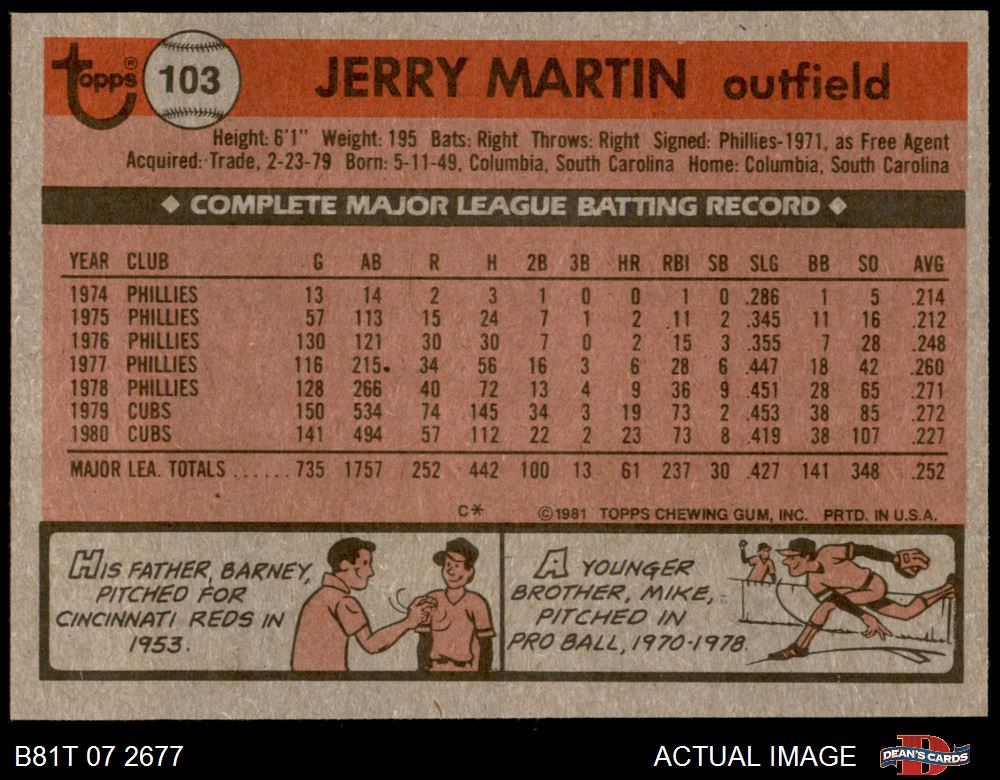 Topps® 103 JERRY MARTIN outfield
Height: 6'1" Weight: 195 Bats: Right Throws: Right Signed: Phillies-1971, as Free Agent
Acquired: Trade, 2-23-79 Born: 5-11-49, Columbia, South Carolina Home: Columbia, South Carolina
◆ COMPLETE MAJOR LEAGUE BATTING RECORD ◆
YEAR CLUB G AB R H 2B 3B HR RBI SB SLG BB SO AVG
1974 PHILLIES 13 14 2 3 1 0 0 1 0 .286 1 5 .214
1975 PHILLIES 57 113 15 24 7 1 2 11 2 .345 11 16 .212
1976 PHILLIES 130 121 30 30 7 0 2 15 3 .355 7 28 .248
1977 PHILLIES 116 215 34 56 16 3 6 28 6 .447 18 42 .260
1978 PHILLIES 128 266 40 72 13 4 9 36 9 .451 28 65 .271
1979 CUBS 150 534 74 145 34 3 19 73 2 .453 38 85 .272
1980 CUBS 141 494 57 112 22 2 23 73 8 .419 38 107 .227
MAJOR LEA. TOTALS ...... 735 1757 252 442 100 13 61 237 30 .427 141 348 .252
C* ©1981 TOPPS CHEWING GUM, INC. PRTD. IN U.S.A.
HIS FATHER, BARNEY,
PITCHED FOR
CINCINNATI REDS IN
1953.
A YOUNGER
BROTHER, MIKE,
PITCHED IN
PRO BALL, 1970-1978.
B81T 07 2677 ACTUAL IMAGE DEAN'S CARDS